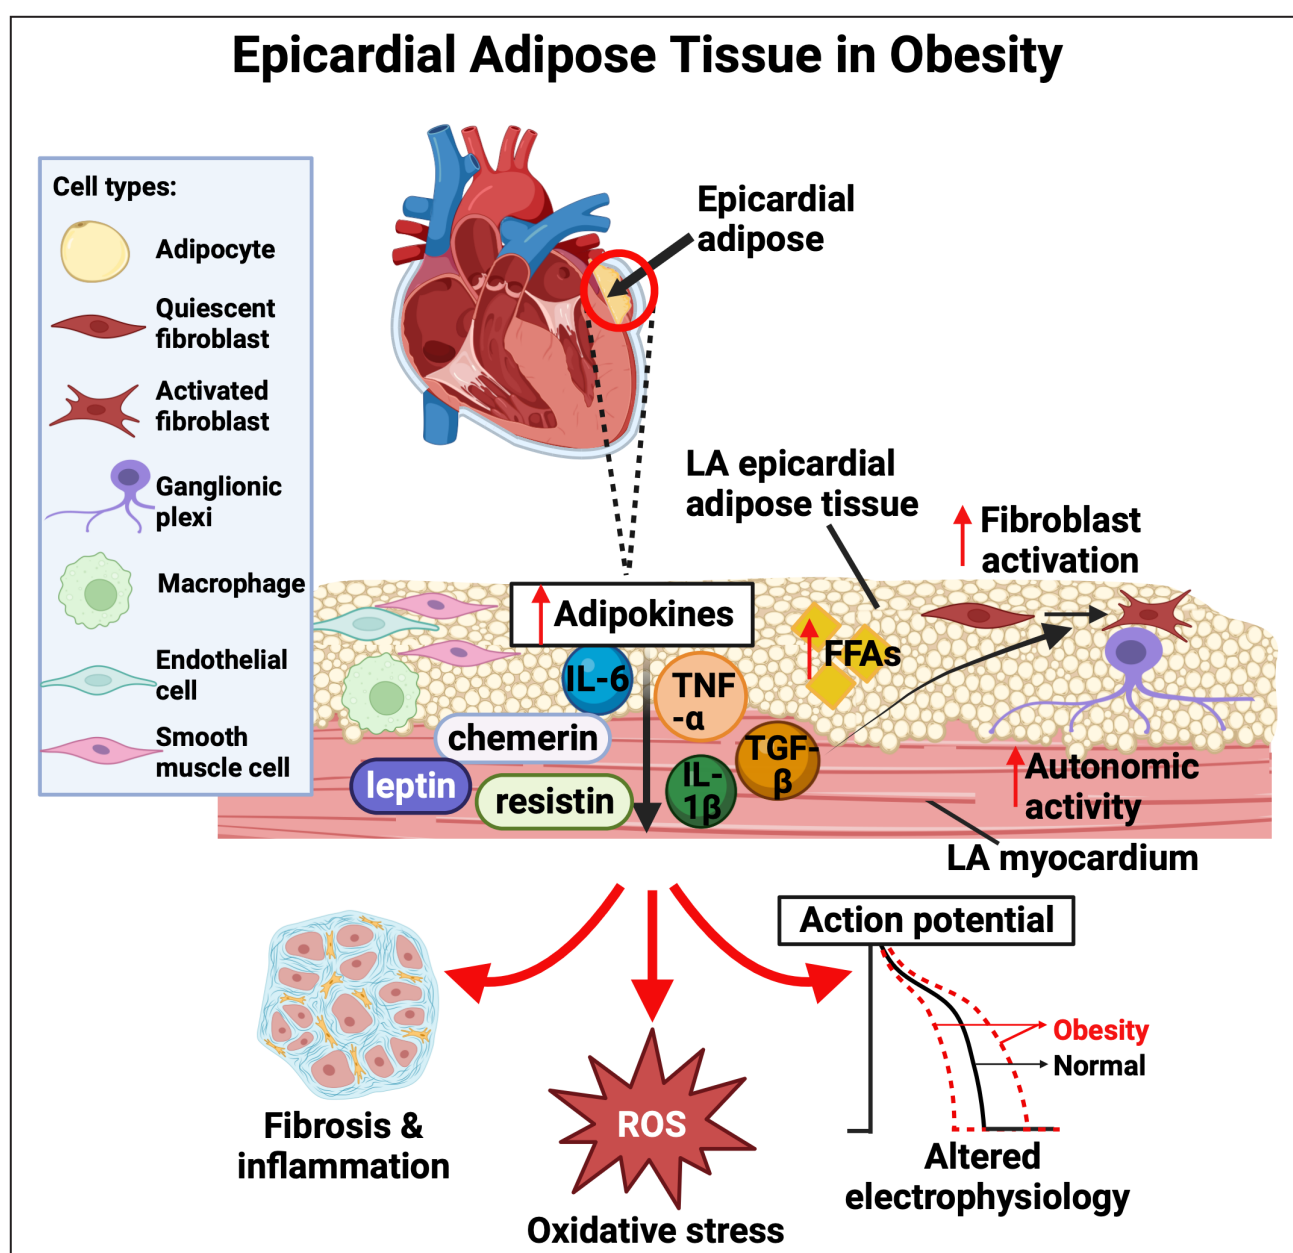 Epicardial Adipose Tissue in Obesity
Cell types:
Adipocyte
Quiescent
fibroblast
Activated
fibroblast
Ganglionic
plexi
Macrophage
Endothelial
cell
Smooth
muscle cell
Epicardial
adipose
LA epicardial
adipose tissue
Fibroblast
activation
Adipokines
FFAs
IL-6
TNF
-α
chemerin
TGF-
β
leptin
resistin
IL-
1β
Autonomic
activity
LA myocardium
Fibrosis &
inflammation
ROS
Oxidative stress
Action potential
Obesity
Normal
Altered
electrophysiology